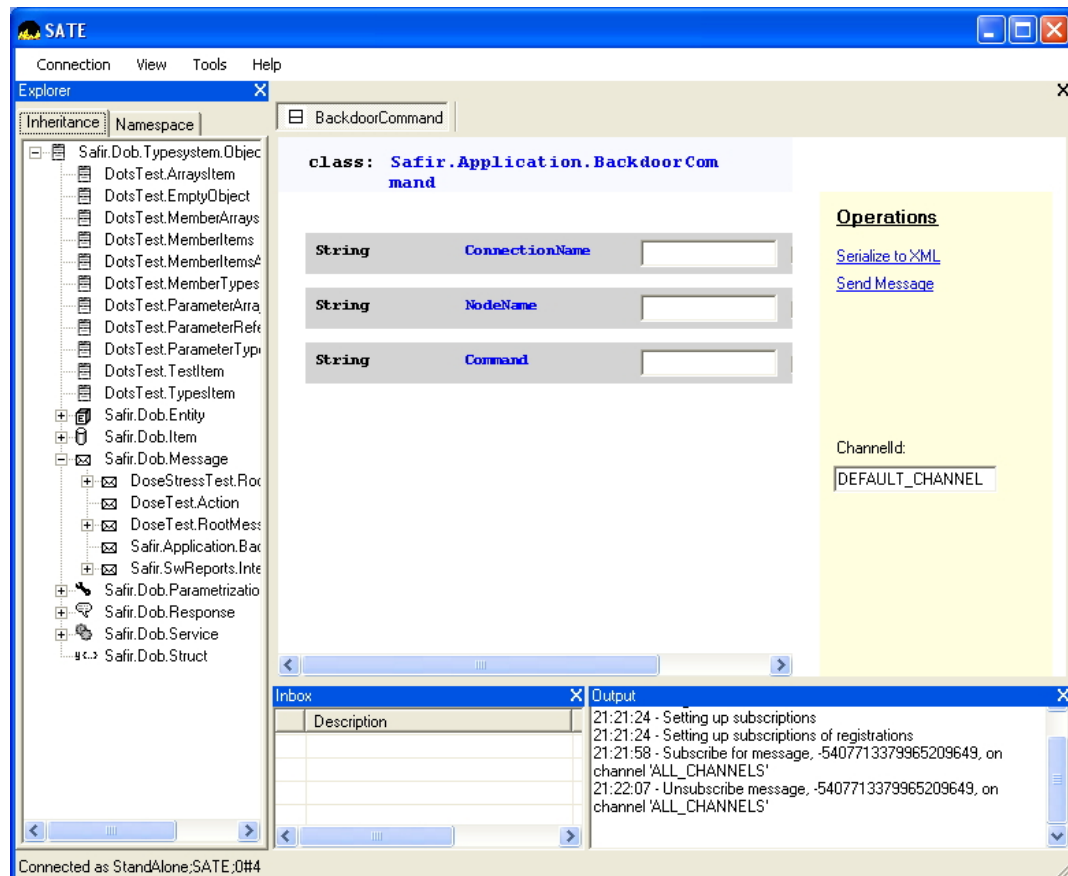 SATE
Connection View Tools Help
Explorer
Inheritance Namespace
Safir.Dob.Typesystem.Objec
DotsTest.ArraysItem
DotsTest.EmptyObject
DotsTest.MemberArrays
DotsTest.MemberItems
DotsTest.MemberItemsA
DotsTest.MemberTypes
DotsTest.ParameterArra
DotsTest.ParameterRefe
DotsTest.ParameterType
DotsTest.TestItem
DotsTest.TypesItem
Safir.Dob.Entity
Safir.Dob.Item
Safir.Dob.Message
DoseStressTest.Roo
DoseTest.Action
DoseTest.RootMess
Safir.Application.Bac
Safir.SwReports.Inte
Safir.Dob.Parametrizatio
Safir.Dob.Response
Safir.Dob.Service
Safir.Dob.Struct
BackdoorCommand
class: Safir.Application.BackdoorCom
mand
String ConnectionName
String NodeName
String Command
Operations
Serialize to XML
Send Message
ChannelId:
DEFAULT_CHANNEL
Inbox
Description
Output
21:21:24 - Setting up subscriptions
21:21:24 - Setting up subscriptions of registrations
21:21:58 - Subscribe for message, -5407713379965209649, on
channel 'ALL_CHANNELS'
21:22:07 - Unsubscribe message, -5407713379965209649, on
channel 'ALL_CHANNELS'
Connected as StandAlone;SATE;0#4